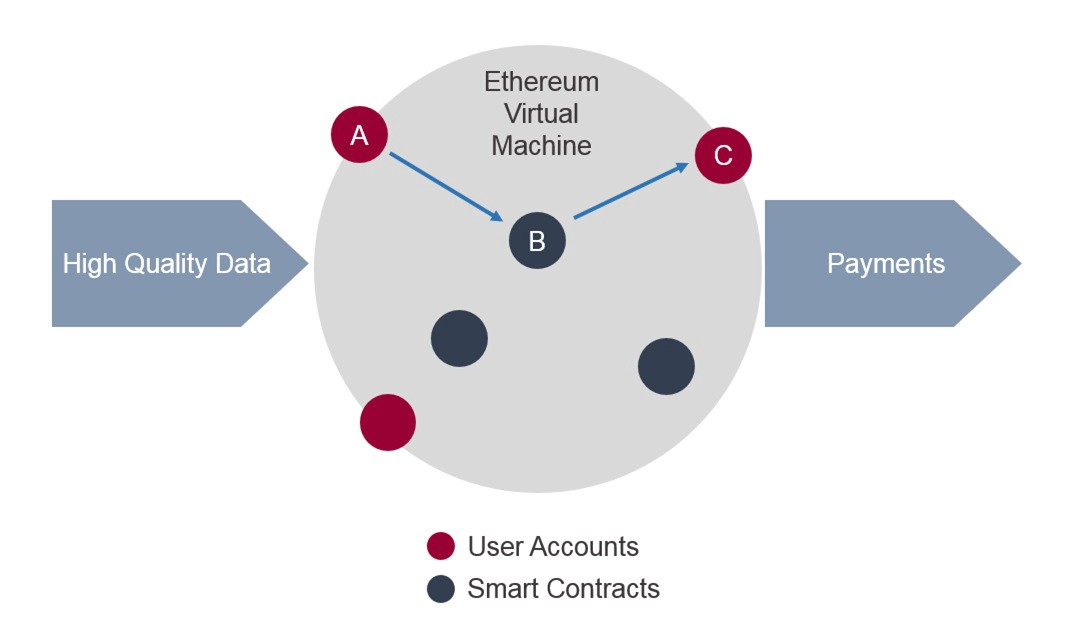 Ethereum
Virtual
Machine
A
C
B
High Quality Data
Payments
User Accounts
Smart Contracts